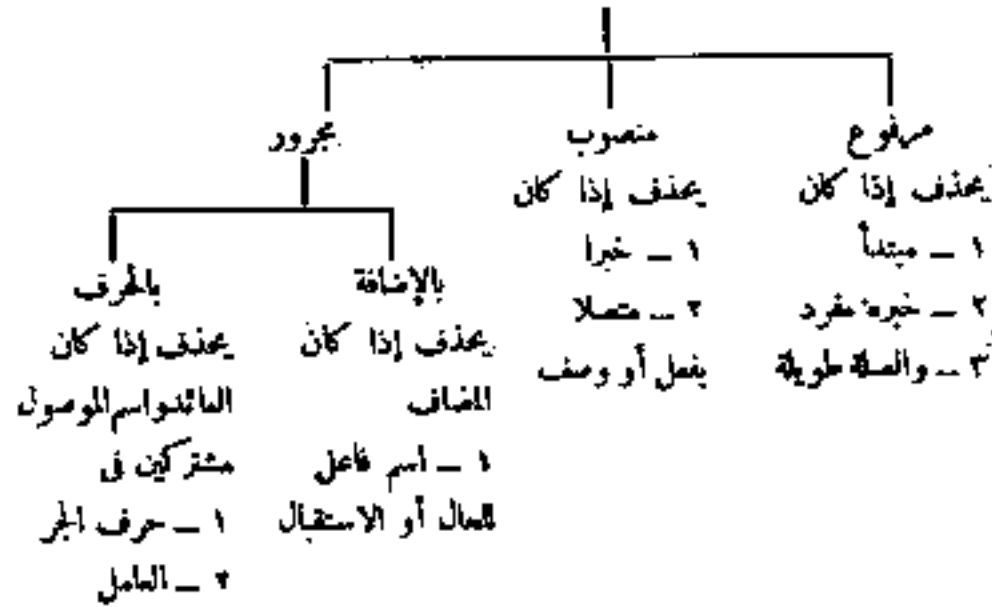 مرفوع
يحذف إذا كان
١ – مبتدأ
٢ – خبره مفرد
٣ – والصلة طويلة
منصوب
يحذف إذا كان
١ – خبرا
٢ – متصلا
بفعل أو وصف
مجرور
بالإضافة
يحذف إذا كان
المضاف
١ – اسم فاعل
للحال أو الاستقبال
بالحرف
يحذف إذا كان
العائد واسم الموصول
مشتركين فى
١ – حرف الجر
٢ – العامل